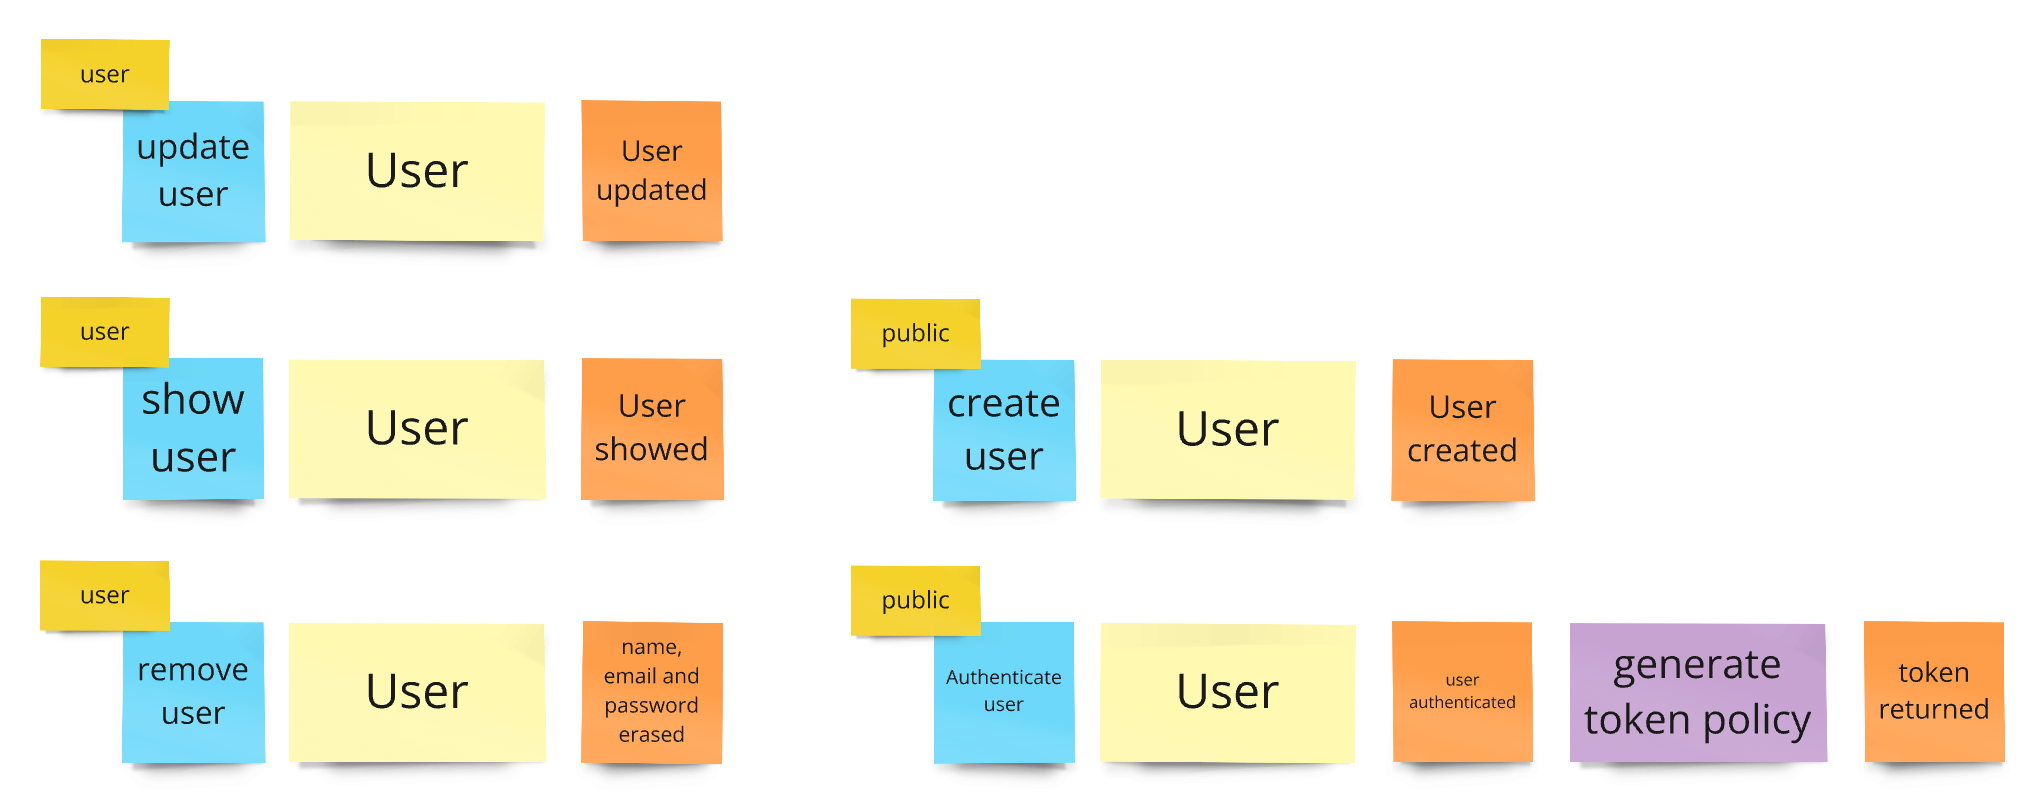 user
update
user
User
User
updated
user
show
user
User
User
showed
public
create
user
User
User
created
user
remove
user
User
name,
email and
password
erased
public
Authenticate
user
User
user
authenticated
generate
token policy
token
returned